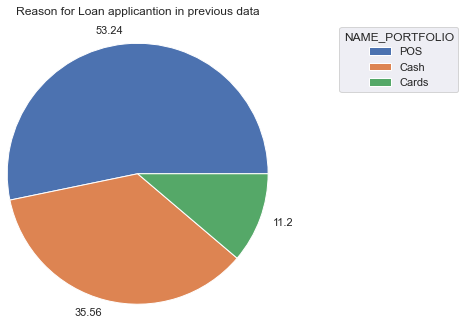 Reason for Loan applicantion in previous data
53.24
NAME_PORTFOLIO
POS
Cash
Cards
11.2
35.56